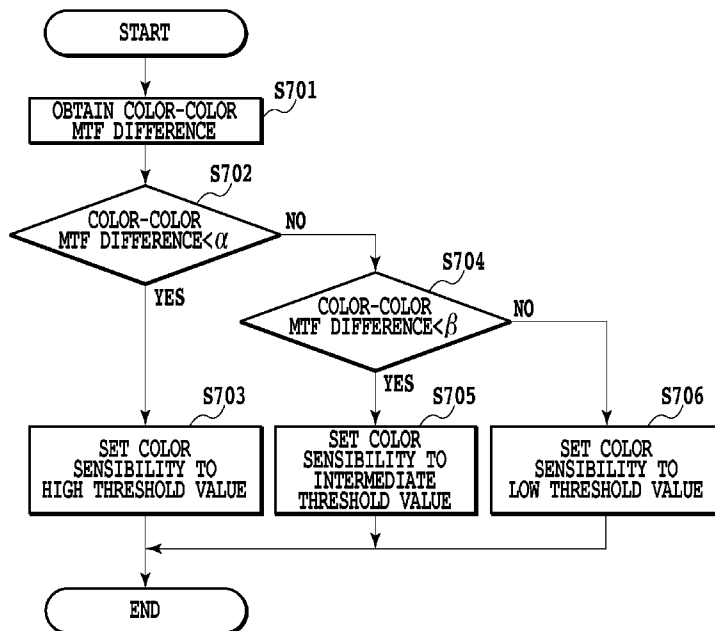 START
S701
OBTAIN COLOR-COLOR
MTF DIFFERENCE
S702
COLOR-COLOR
MTF DIFFERENCE<α
NO
YES
S704
COLOR-COLOR
MTF DIFFERENCE<β
NO
YES
S703
SET COLOR
SENSIBILITY TO
HIGH THRESHOLD VALUE
S705
SET COLOR
SENSIBILITY TO
INTERMEDIATE
THRESHOLD VALUE
S706
SET COLOR
SENSIBILITY TO
LOW THRESHOLD VALUE
END